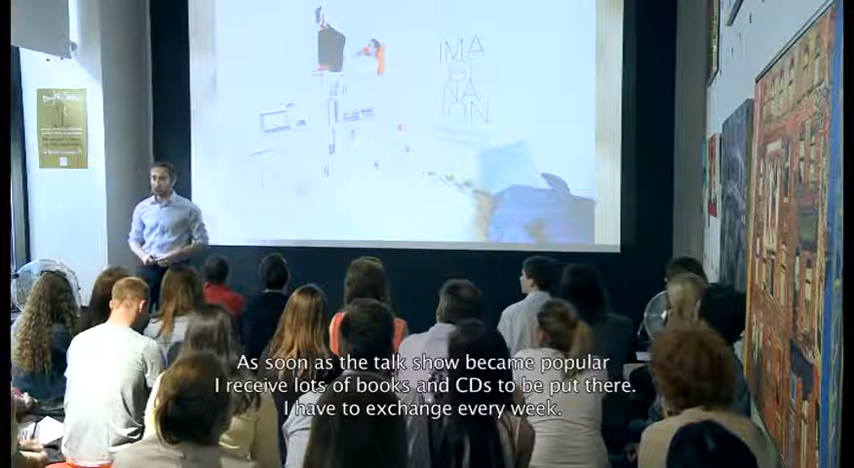 IMA
GI
NA
ION
As soon as the talk show became popular
I receive lots of books and CDs to be put there.
I have to exchange every week.